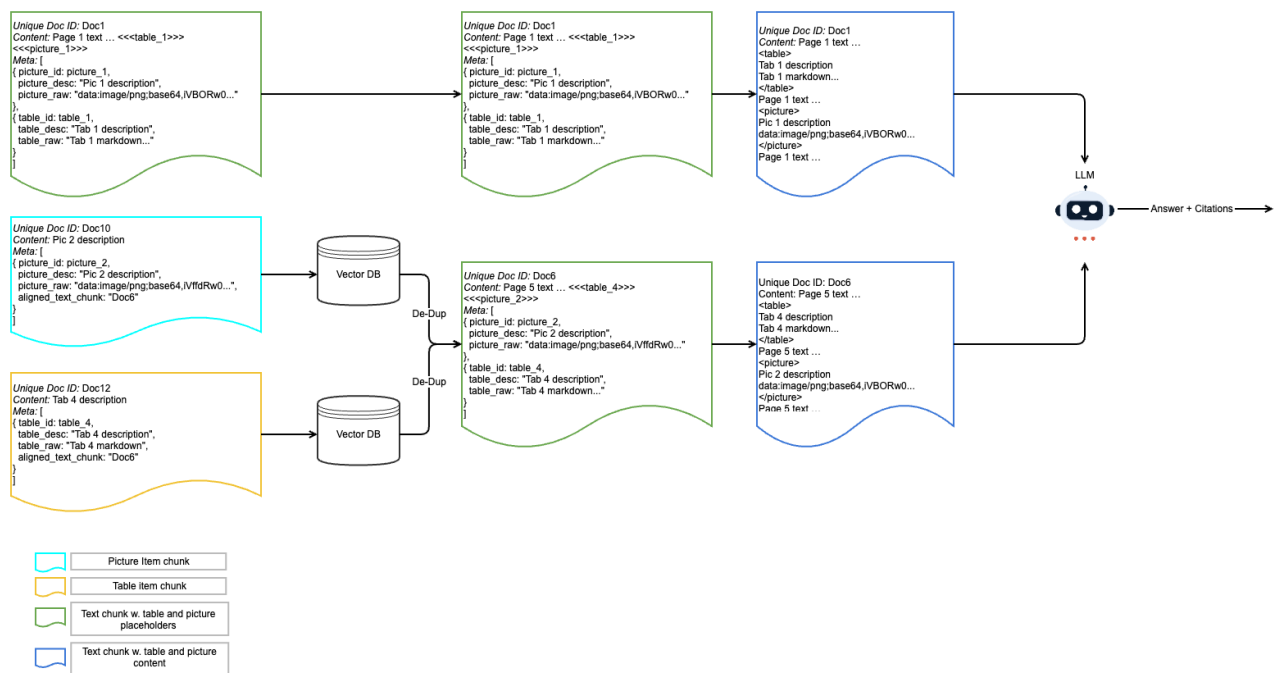 Unique Doc ID: Doc1
Content: Page 1 text ... <<<table_1>>>
<<<picture_1>>>
Meta: [
{ picture_id: picture_1,
picture_desc: "Pic 1 description",
picture_raw: "data:image/png;base64,iVBORw0..."
},
{ table_id: table_1,
table_desc: "Tab 1 description",
table_raw: "Tab 1 markdown..."
}
]
Unique Doc ID: Doc1
Content: Page 1 text ... <<<table_1>>>
<<<picture_1>>>
Meta: [
{ picture_id: picture_1,
picture_desc: "Pic 1 description",
picture_raw: "data:image/png;base64,iVBORw0..."
},
{ table_id: table_1,
table_desc: "Tab 1 description",
table_raw: "Tab 1 markdown..."
}
]
Unique Doc ID: Doc1
Content: Page 1 text ...
<table>
Tab 1 description
Tab 1 markdown...
</table>
Page 1 text ...
<picture>
Pic 1 description
data:image/png;base64,iVBORw0...
</picture>
Page 1 text ...
LLM
Answer + Citations
Unique Doc ID: Doc10
Content: Pic 2 description
Meta: [
{ picture_id: picture_2,
picture_desc: "Pic 2 description",
picture_raw: "data:image/png;base64,iVffdRw0...",
aligned_text_chunk: "Doc6"
}
]
Vector DB
De-Dup
Unique Doc ID: Doc12
Content: Tab 4 description
Meta: [
{ table_id: table_4,
table_desc: "Tab 4 description",
table_raw: "Tab 4 markdown",
aligned_text_chunk: "Doc6"
}
]
Vector DB
De-Dup
Unique Doc ID: Doc6
Content: Page 5 text ... <<<table_4>>>
<<<picture_2>>>
Meta: [
{ picture_id: picture_2,
picture_desc: "Pic 2 description",
picture_raw: "data:image/png;base64,iVffdRw0..."
},
{ table_id: table_4,
table_desc: "Tab 4 description",
table_raw: "Tab 4 markdown..."
}
]
Unique Doc ID: Doc6
Content: Page 5 text ...
<table>
Tab 4 description
Tab 4 markdown...
</table>
Page 5 text ...
<picture>
Pic 2 description
data:image/png;base64,iVBORw0...
</picture>
Page 5 text ...
Picture Item chunk
Table item chunk
Text chunk w. table and picture
placeholders
Text chunk w. table and picture
content